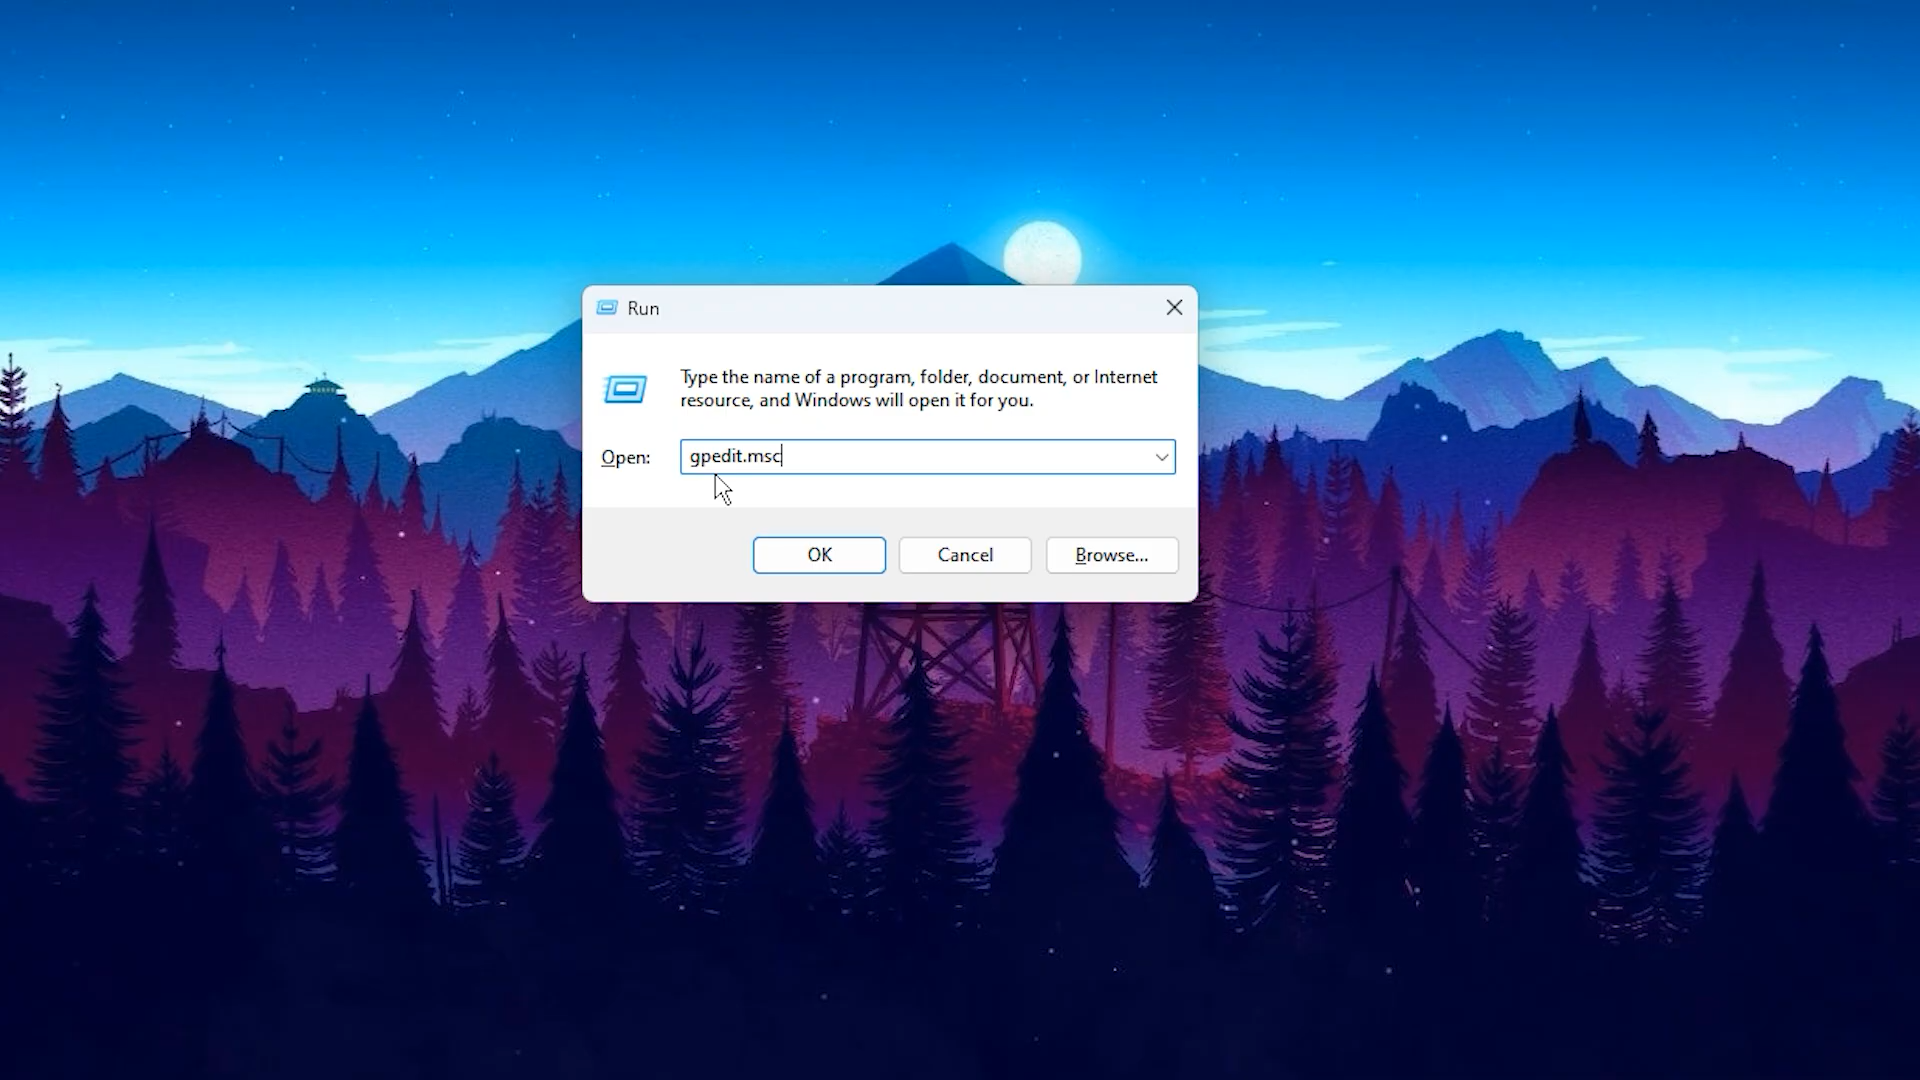 Run
Type the name of a program, folder, document, or Internet
resource, and Windows will open it for you.
Open: gpedit.msc
OK Cancel Browse...